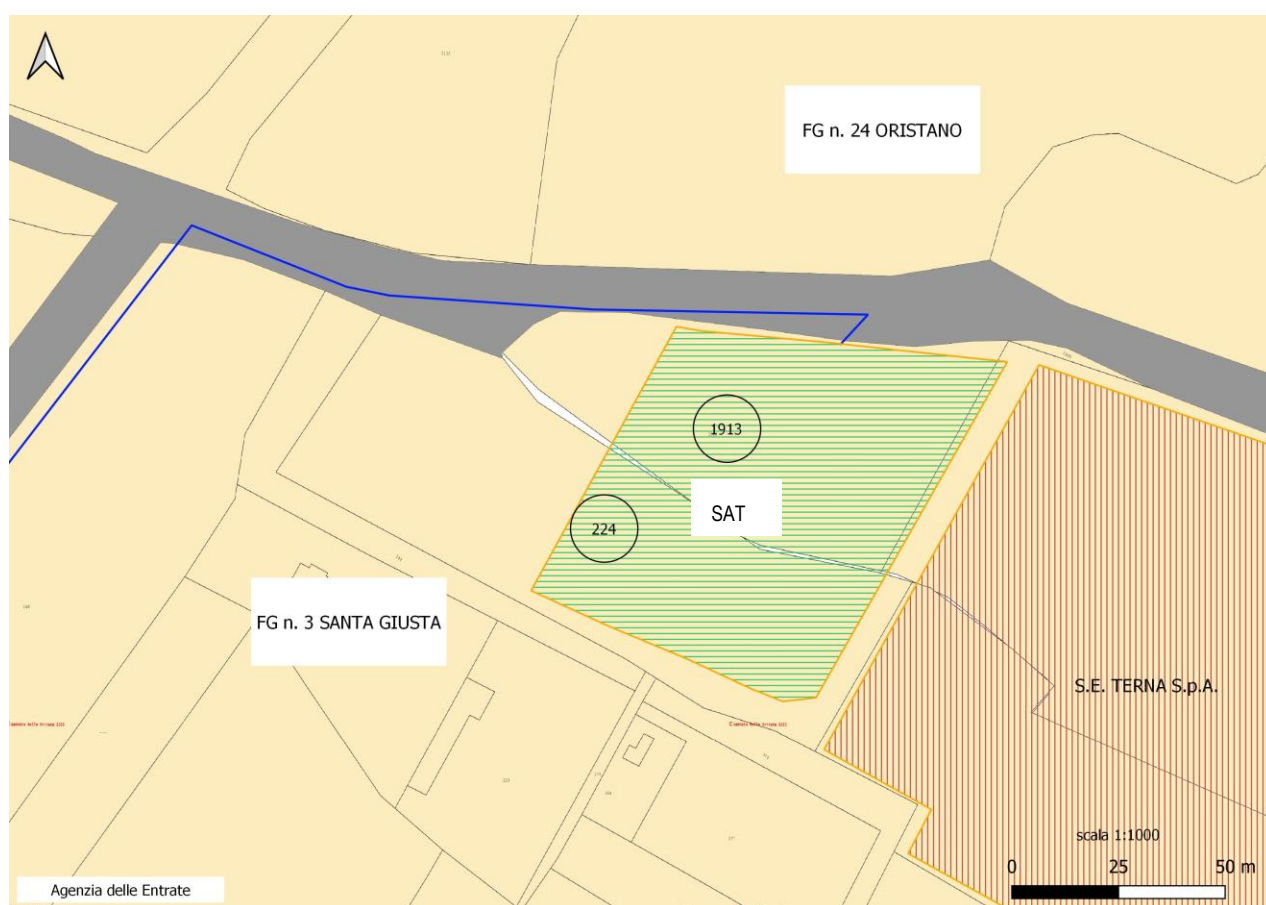 FG n. 24 ORISTANO
1913
SAT
224
FG n. 3 SANTA GIUSTA
S.E. TERNA S.p.A.
scala 1:1000
0 25 50 m
Agenzia delle Entrate